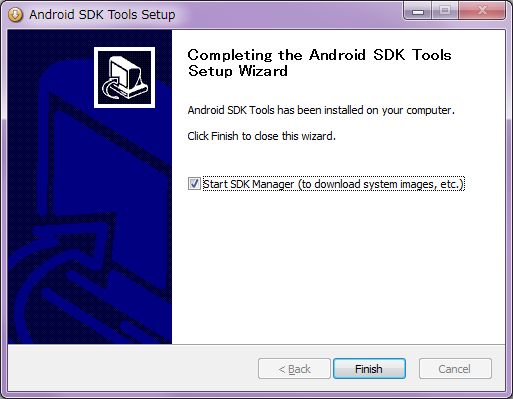 Android SDK Tools Setup
Completing the Android SDK Tools
Setup Wizard
Android SDK Tools has been installed on your computer.
Click Finish to close this wizard.
Start SDK Manager (to download system images, etc.)
< Back
Finish
Cancel